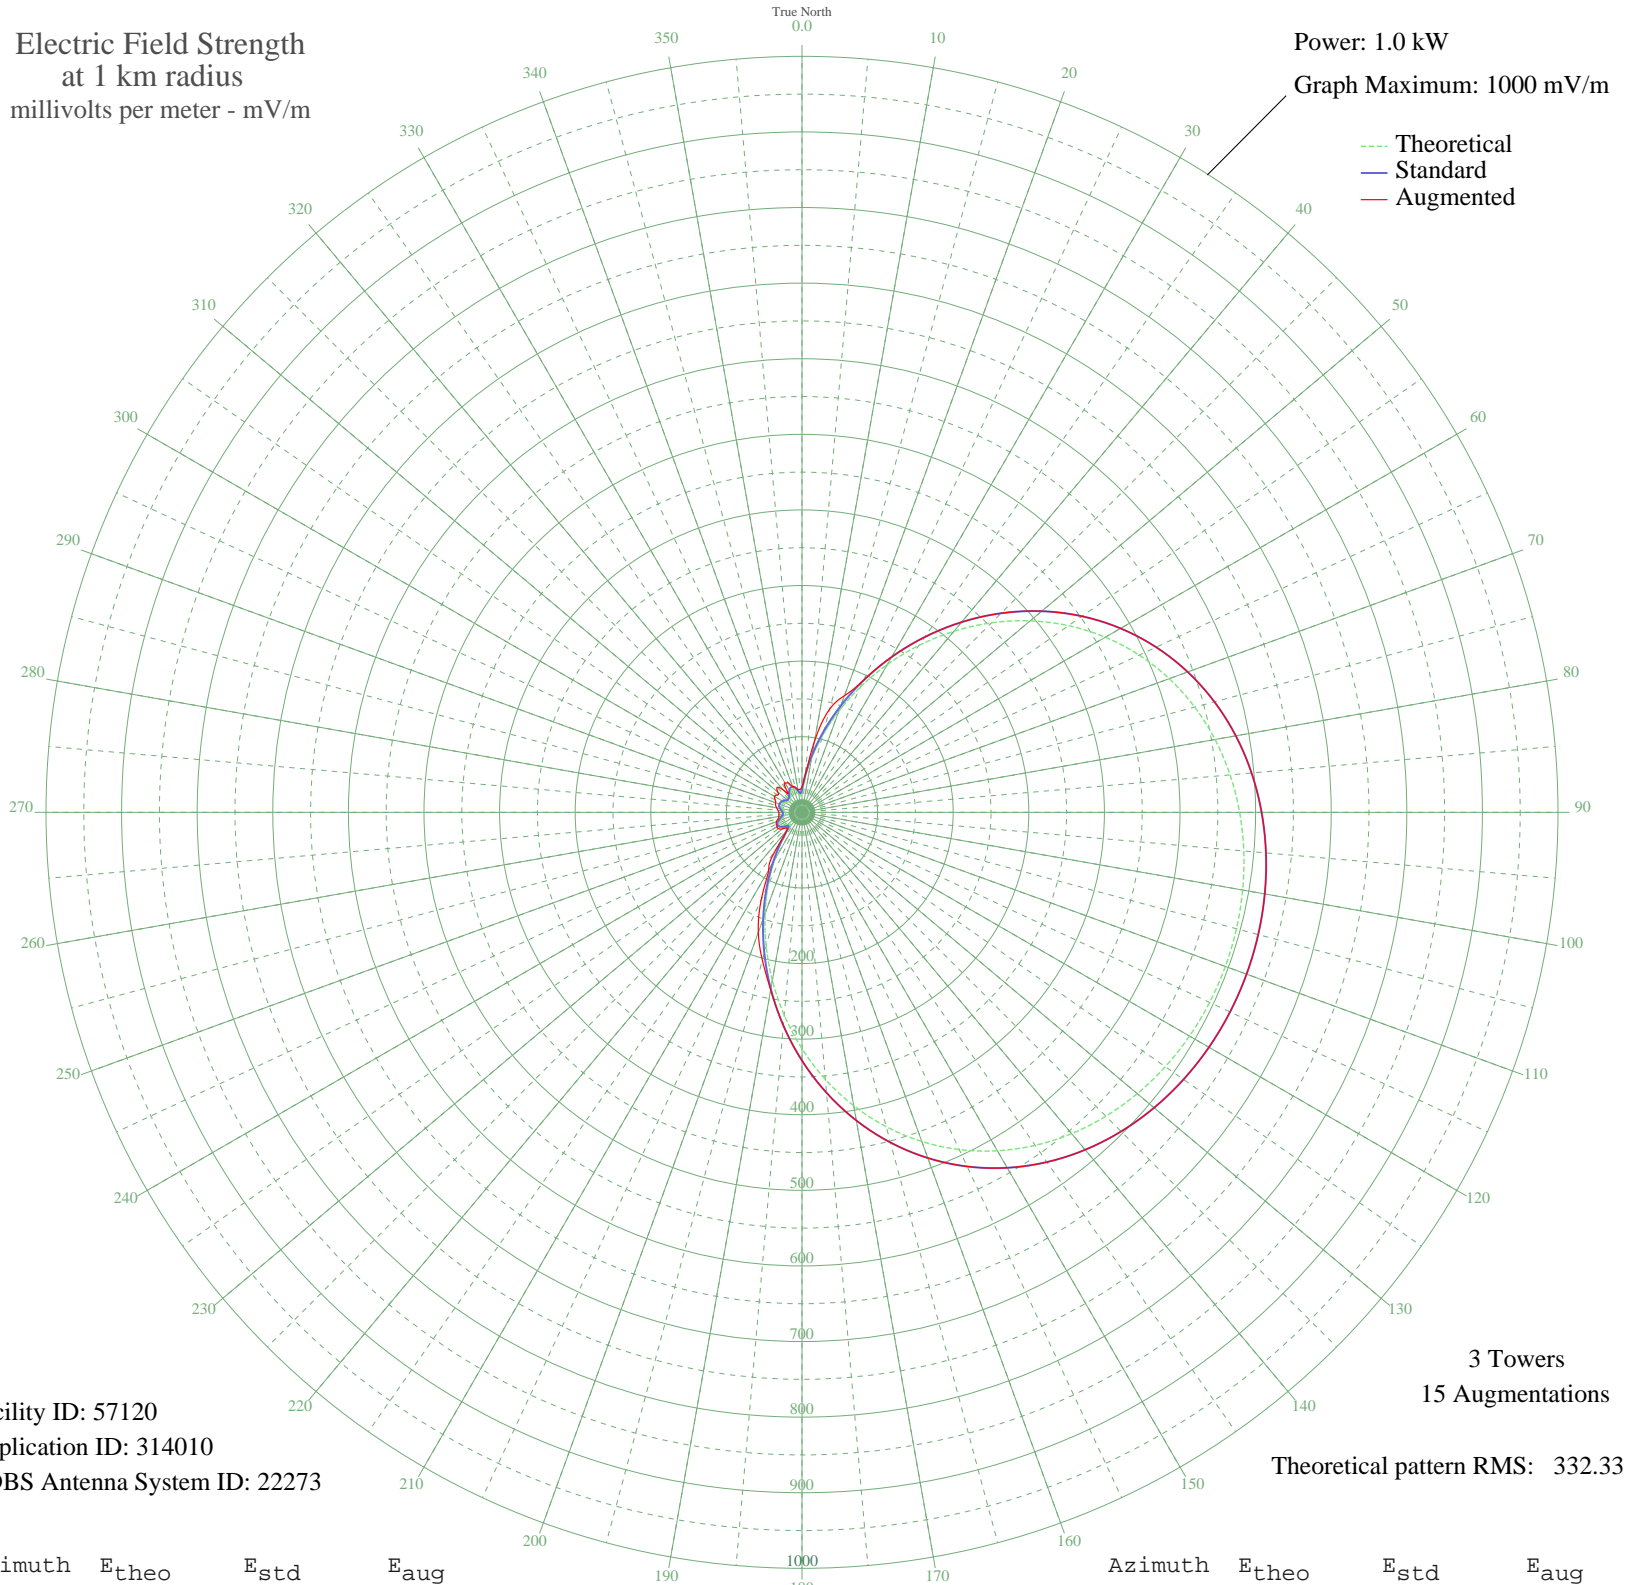 True North
0.0
Electric Field Strength
at 1 km radius
millivolts per meter - mV/m
Power: 1.0 kW
Graph Maximum: 1000 mV/m
Theoretical
Standard
Augmented
10
20
30
40
50
60
70
80
90
100
110
120
130
140
150
160
170
190
200
210
220
230
240
250
260
270
280
290
300
310
320
330
340
350
200
300
400
500
600
700
800
900
1000
3 Towers
15 Augmentations
Theoretical pattern RMS: 332.33
cility ID: 57120
plication ID: 314010
DBS Antenna System ID: 22273
imuth Etheo Estd Eaug
Azimuth Etheo Estd Eaug